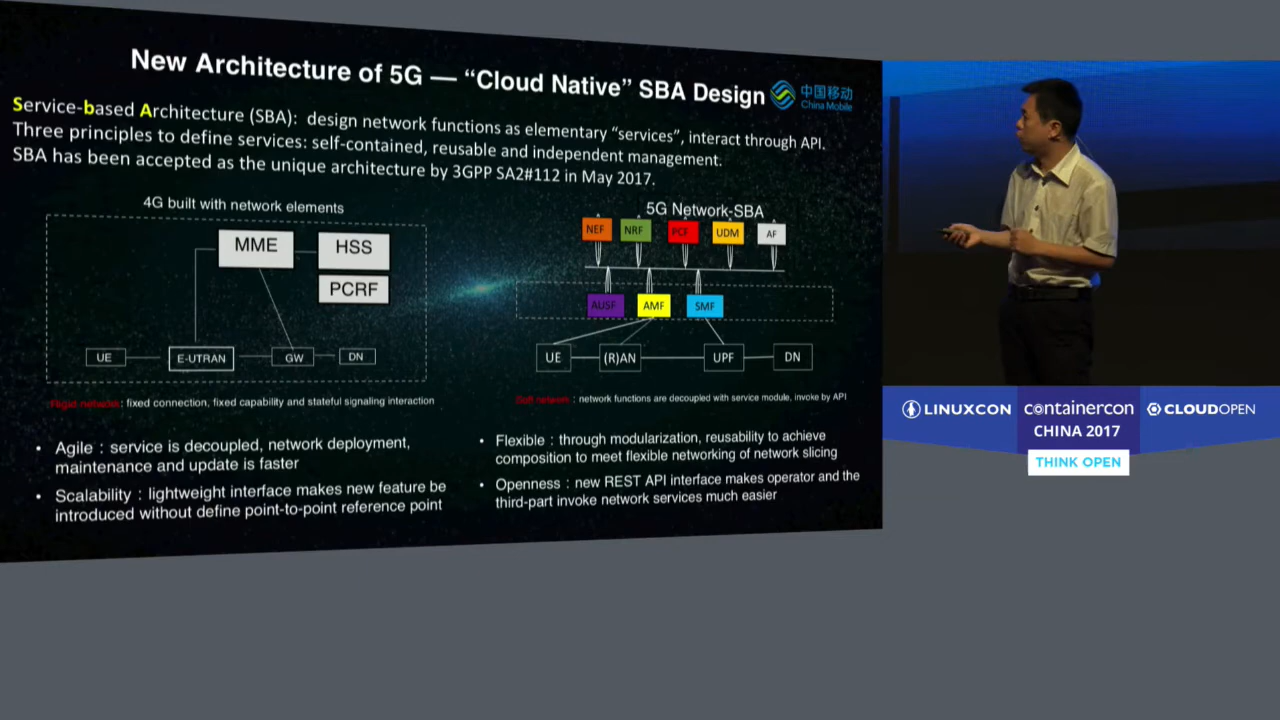 New Architecture of 5G — “Cloud Native” SBA Design
中国移动
China Mobile
Service-based Architecture (SBA): design network functions as elementary “services”, interact through API.
Three principles to define services: self-contained, reusable and independent management.
SBA has been accepted as the unique architecture by 3GPP SA2#112 in May 2017.
4G built with network elements
MME
HSS
PCRF
UE
E-UTRAN
GW
DN
Rigid network: fixed connection, fixed capability and stateful signaling interaction
5G Network-SBA
NEF
NRF
PCF
UDM
AF
AUSF
AMF
SMF
UE
(R)AN
UPF
DN
Soft network : network functions are decoupled with service module, invoke by API
• Agile : service is decoupled, network deployment,
maintenance and update is faster
• Scalability : lightweight interface makes new feature be
introduced without define point-to-point reference point
• Flexible : through modularization, reusability to achieve
composition to meet flexible networking of network slicing
• Openness : new REST API interface makes operator and the
third-part invoke network services much easier
LINUXCON
containercon
CLOUDOPEN
CHINA 2017
THINK OPEN